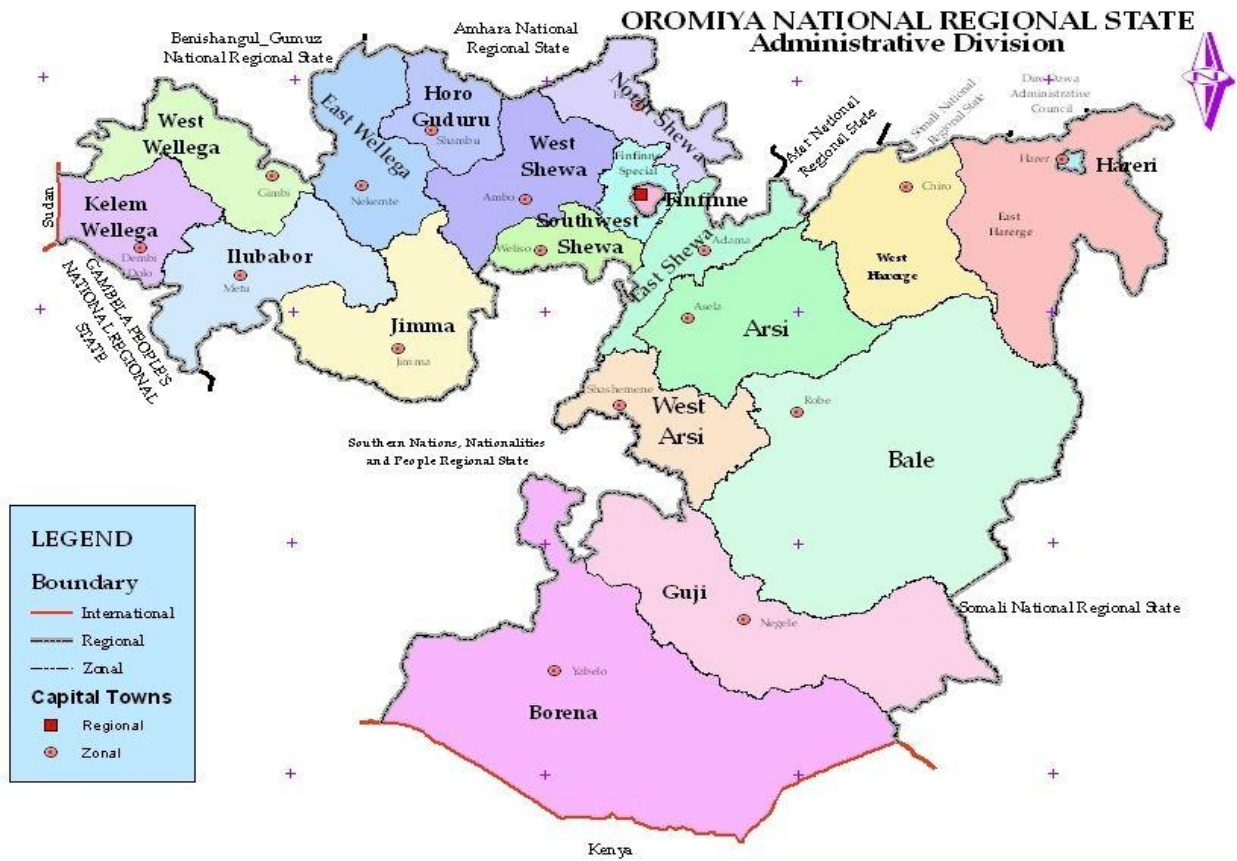 OROMIYA NATIONAL REGIONAL STATE
Administrative Division
N
Benishangul_Gumuz
National Regional State
Amhara National
Regional State
Afar National
Regional State
Somali National
Regional State
Dire Dawa
Administrative
Council
West
Wellega
Gimbi
East Wellega
Nekemte
Horo
Guduru
Shambu
North Shewa
West
Shewa
Ambo
Finfinne
Special
Finfinne
Southwest
Shewa
Weliso
East Shewa
Adama
Kelem
Wellega
Dembi
Dolo
Sudan
GAMBELA PEOPLE'S
NATIONAL REGIONAL
STATE
Ilubabor
Metu
Jimma
Jimma
Arsi
Asela
West
Harerge
Chiro
East
Harerge
Harer
Hareri
Shashemene
West
Arsi
Robe
Bale
Southern Nations, Nationalities
and People Regional State
Guji
Negele
Somali National Regional State
Yabelo
Borena
Kenya
LEGEND
Boundary
International
Regional
Zonal
Capital Towns
Regional
Zonal